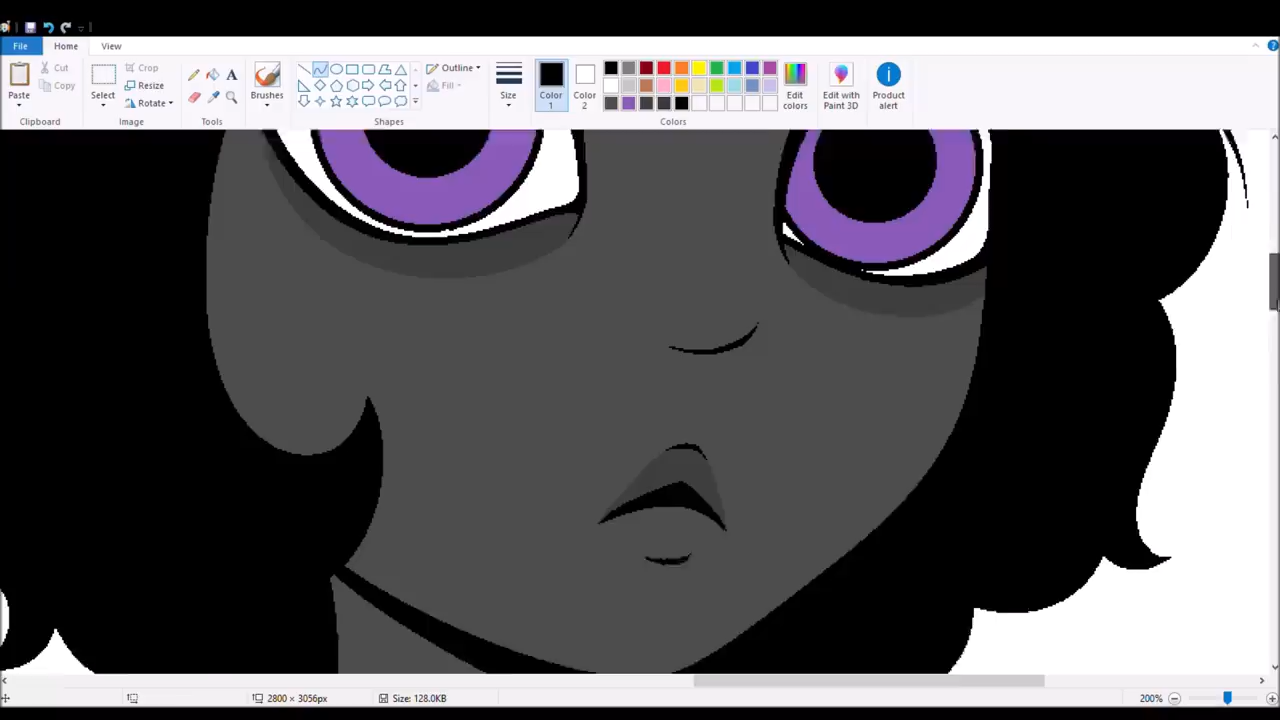 File Home View
Paste
Cut
Copy
Clipboard
Select
Crop
Resize
Rotate
Image
A
Tools
Brushes
Shapes
Outline
Fill
Size
Color 1
Color 2
Colors
Edit colors
Edit with Paint 3D
Product alert
2800 × 3056px
Size: 128.0KB
200%